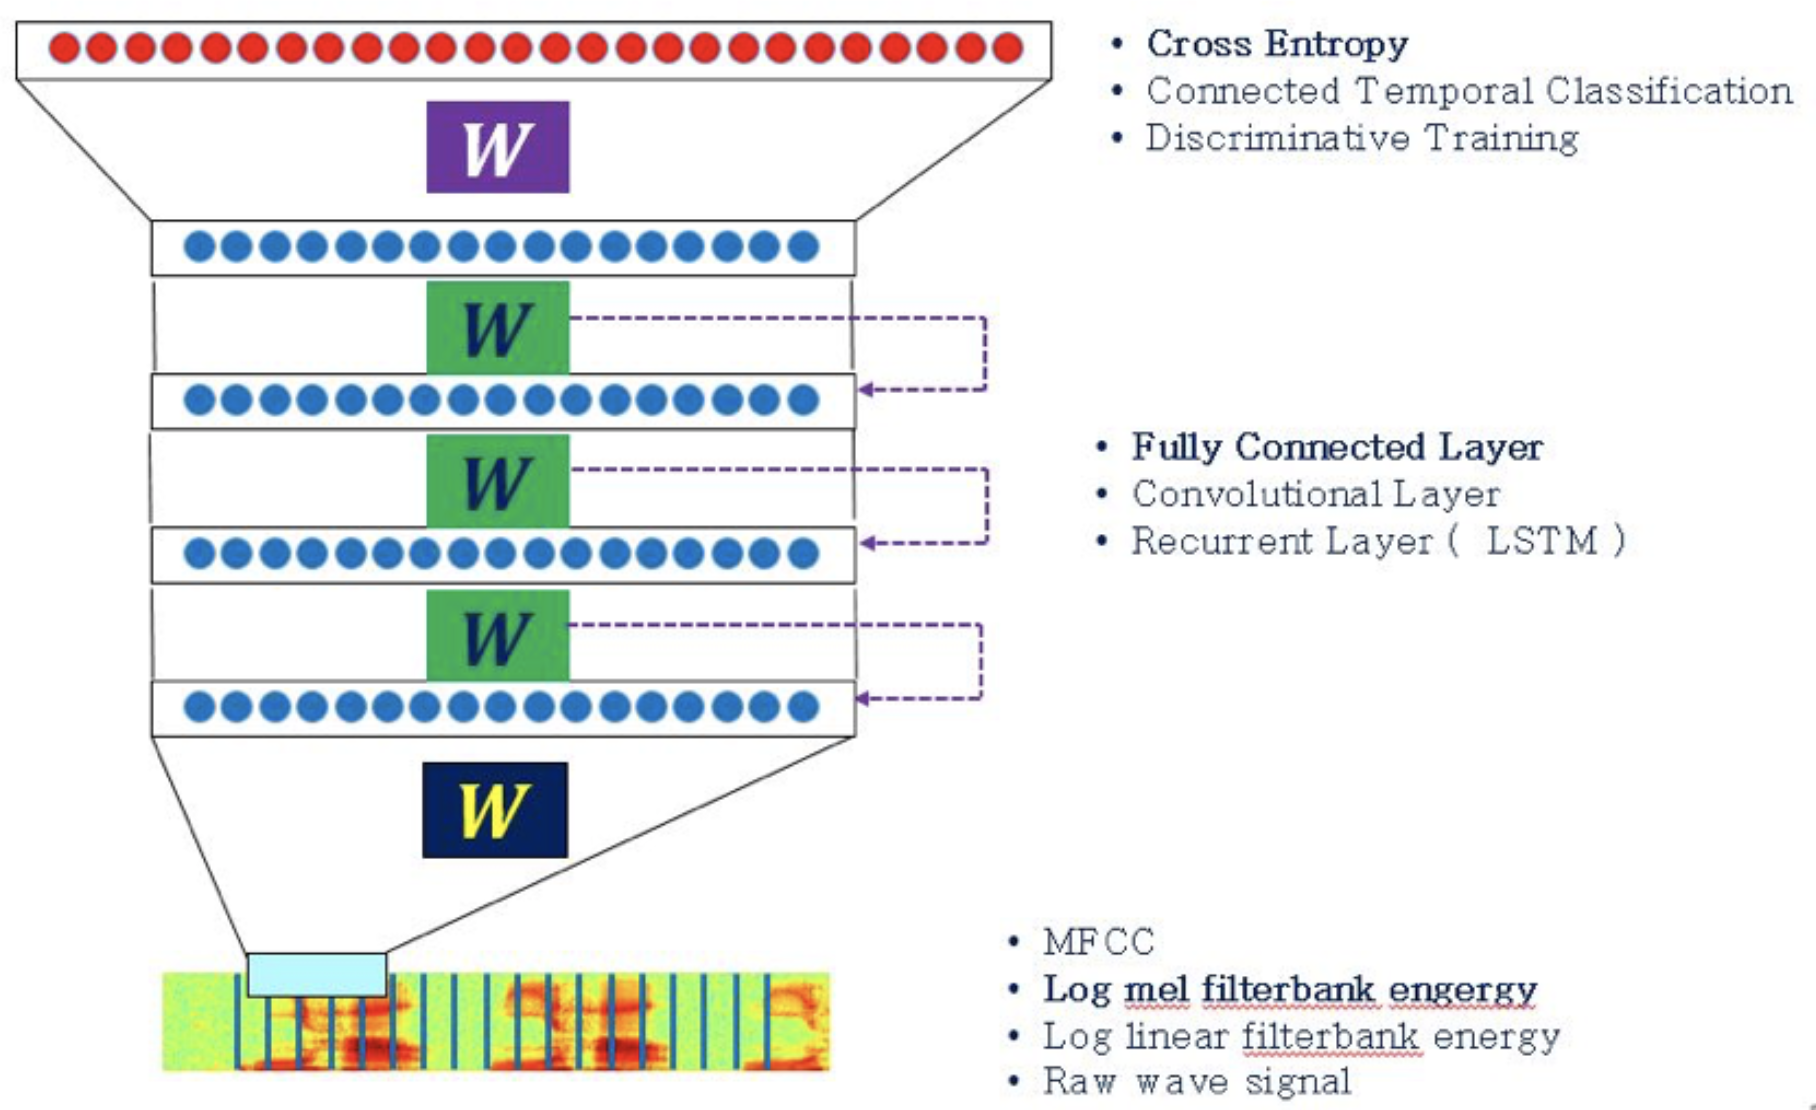 • Cross Entropy
• Connected Temporal Classification
• Discriminative Training
W
W
W
• Fully Connected Layer
• Convolutional Layer
• Recurrent Layer ( LSTM )
W
W
• MFCC
• Log mel filterbank engergy
• Log linear filterbank energy
• Raw wave signal